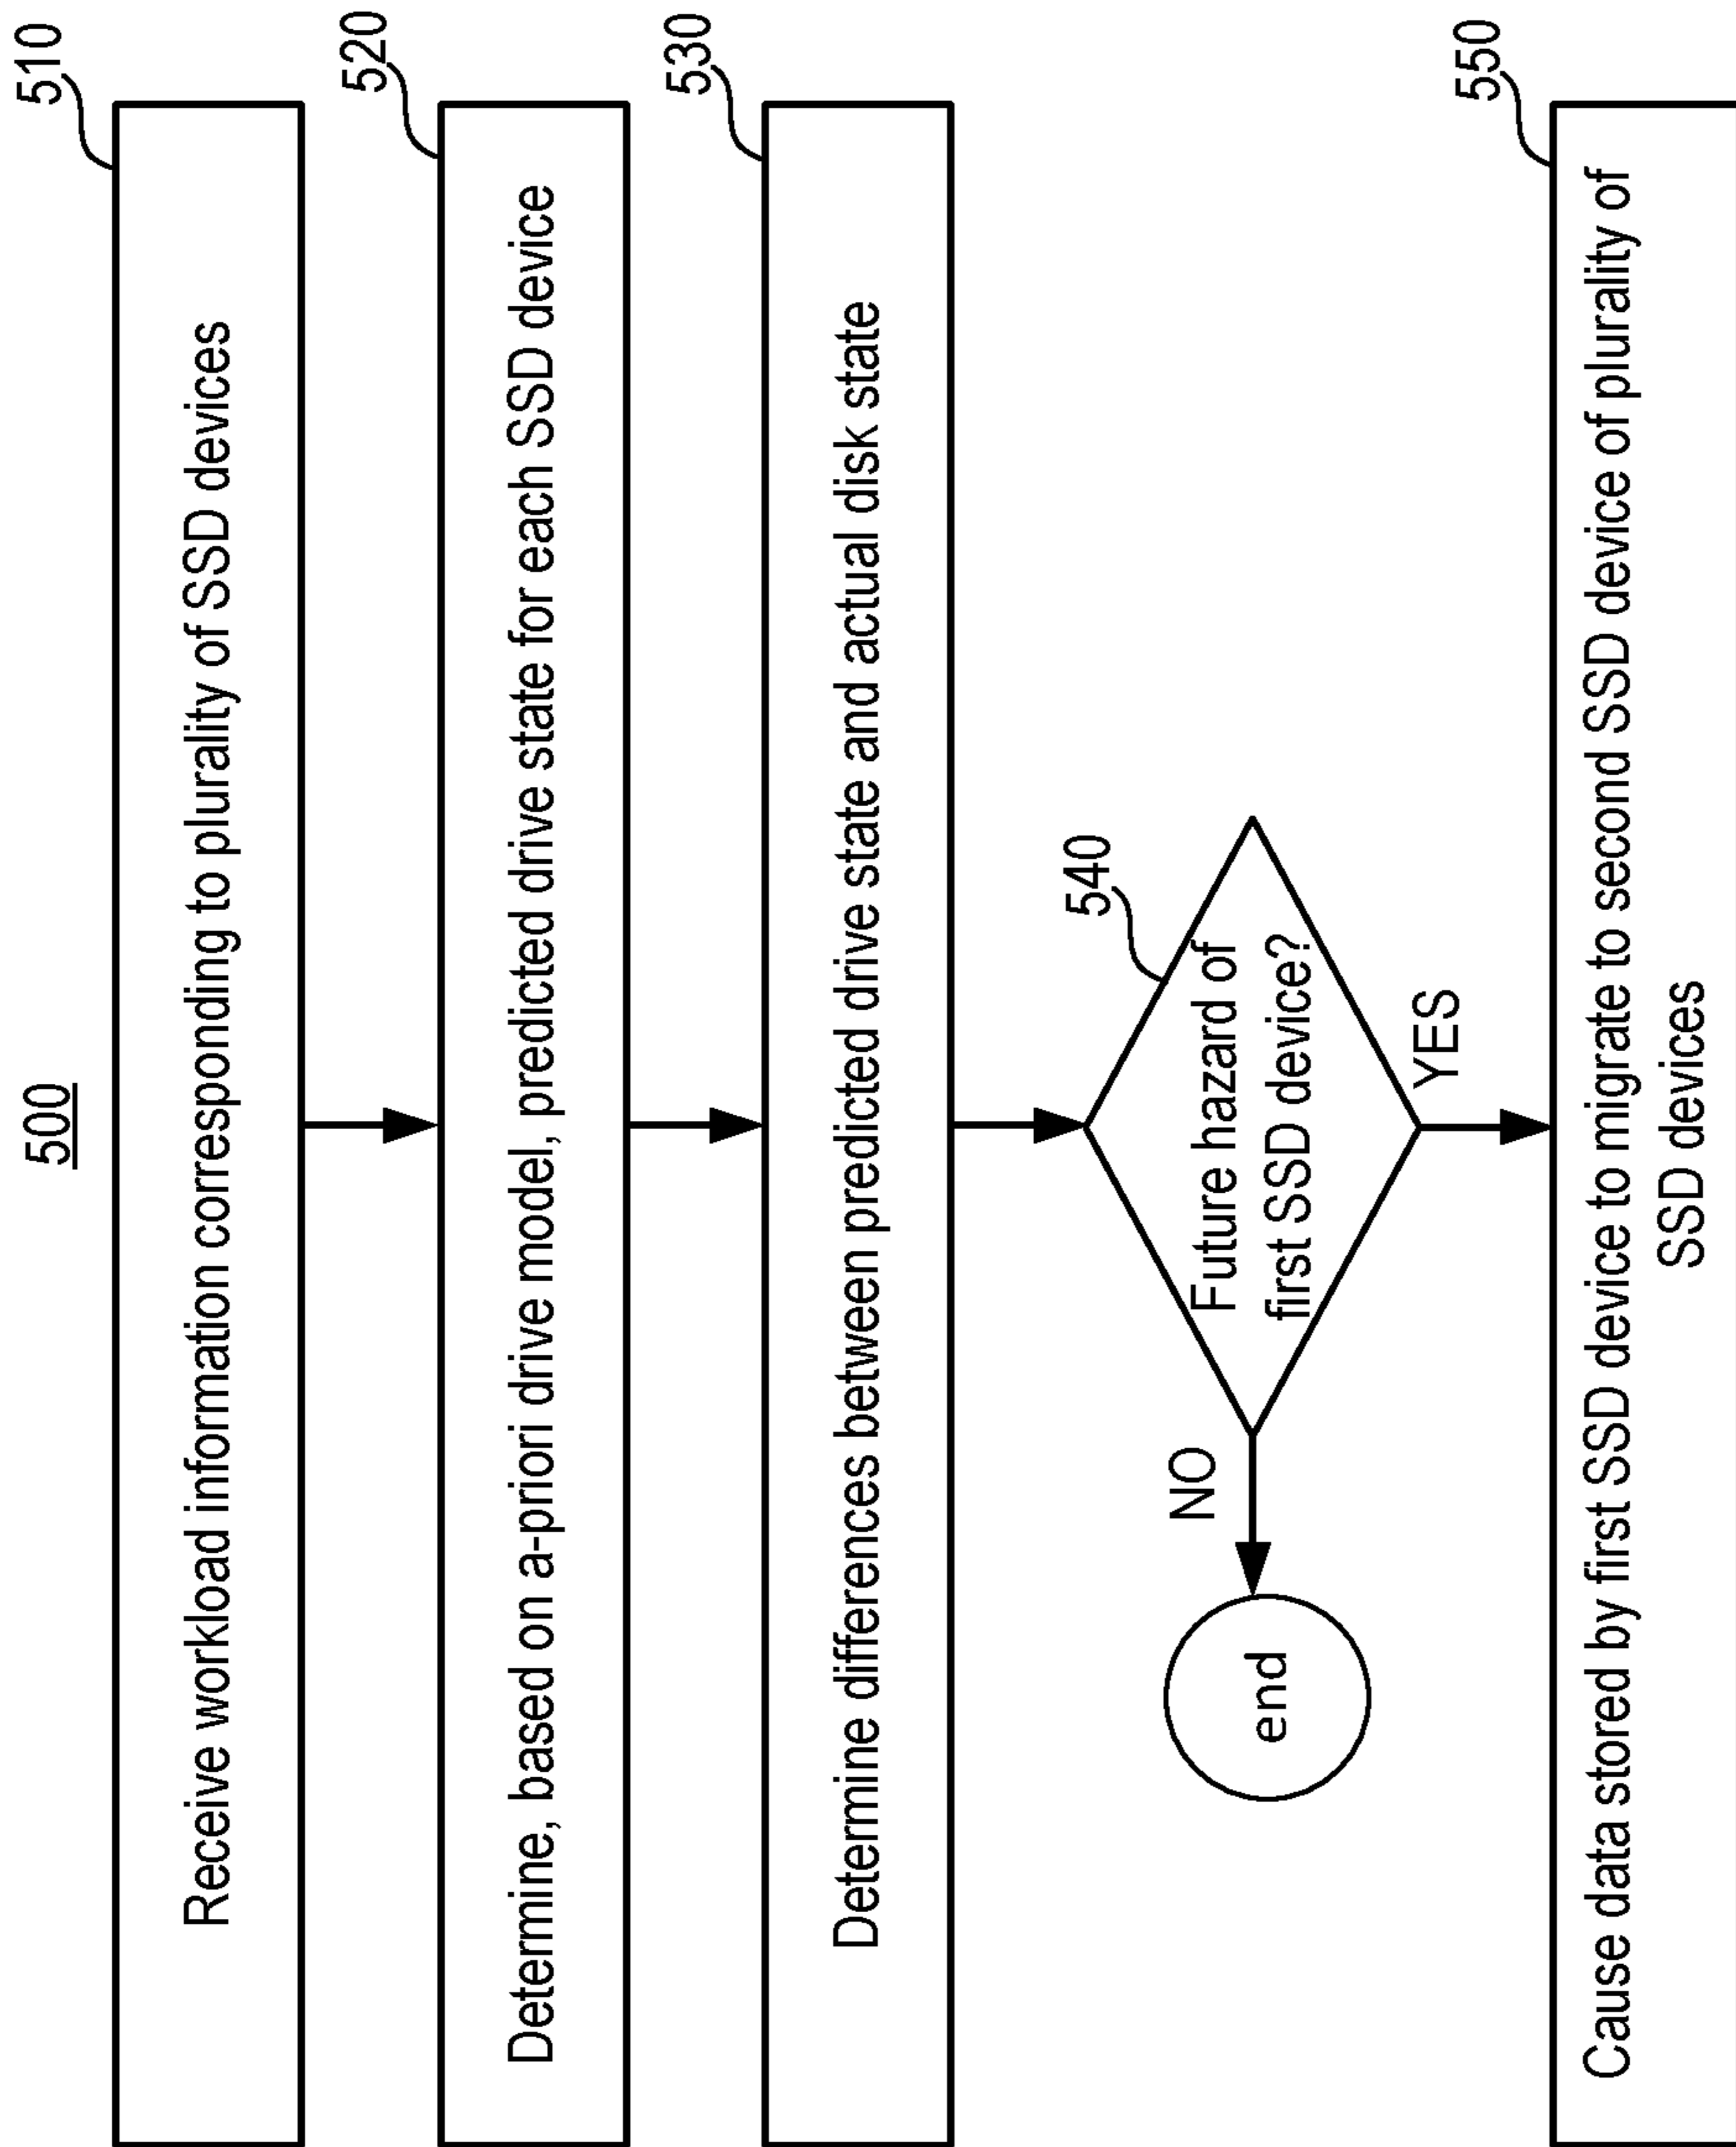 500
510
Receive workload information corresponding to plurality of SSD devices
520
Determine, based on a-priori drive model, predicted drive state for each SSD device
530
Determine differences between predicted drive state and actual disk state
540
Future hazard of
first SSD device?
NO
end
YES
550
Cause data stored by first SSD device to migrate to second SSD device of plurality of
SSD devices